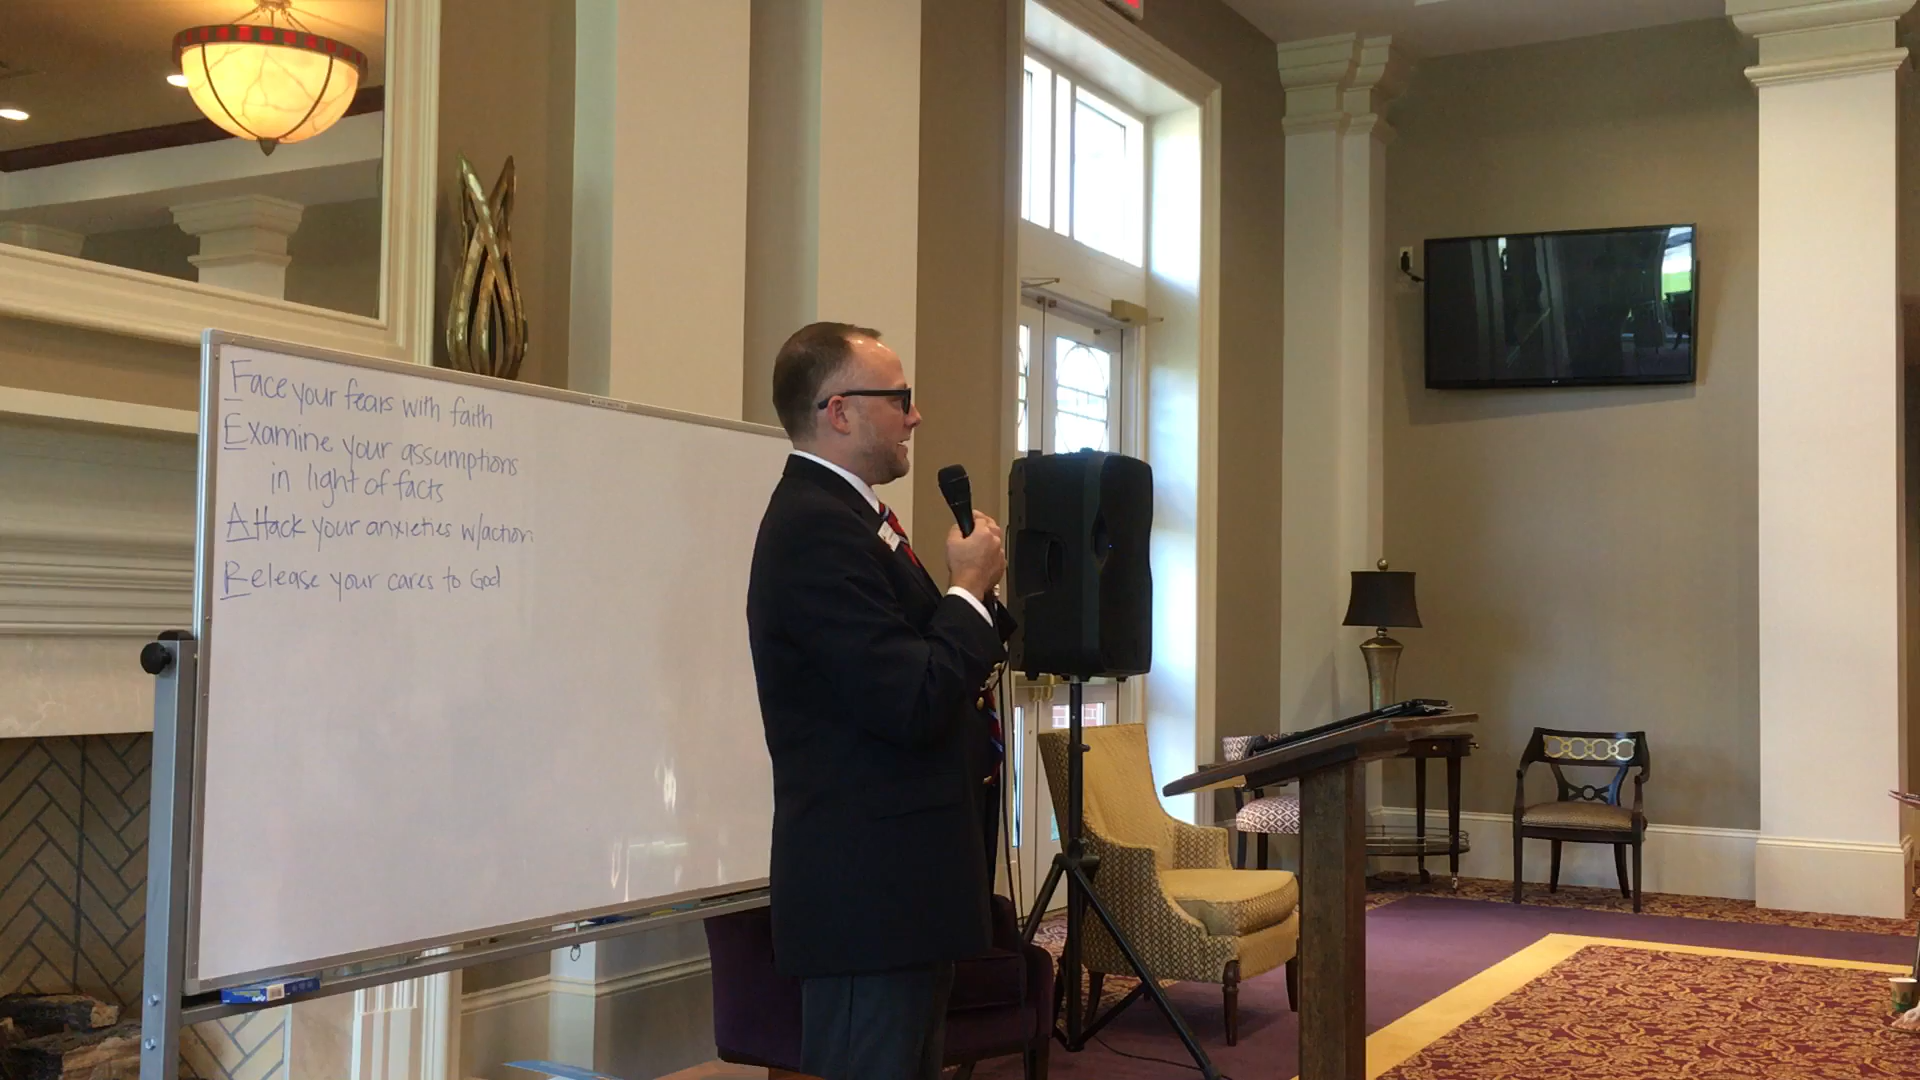 Face your fears with faith
Examine your assumptions
in light of facts
Attack your anxieties w/action
Release your cares to God